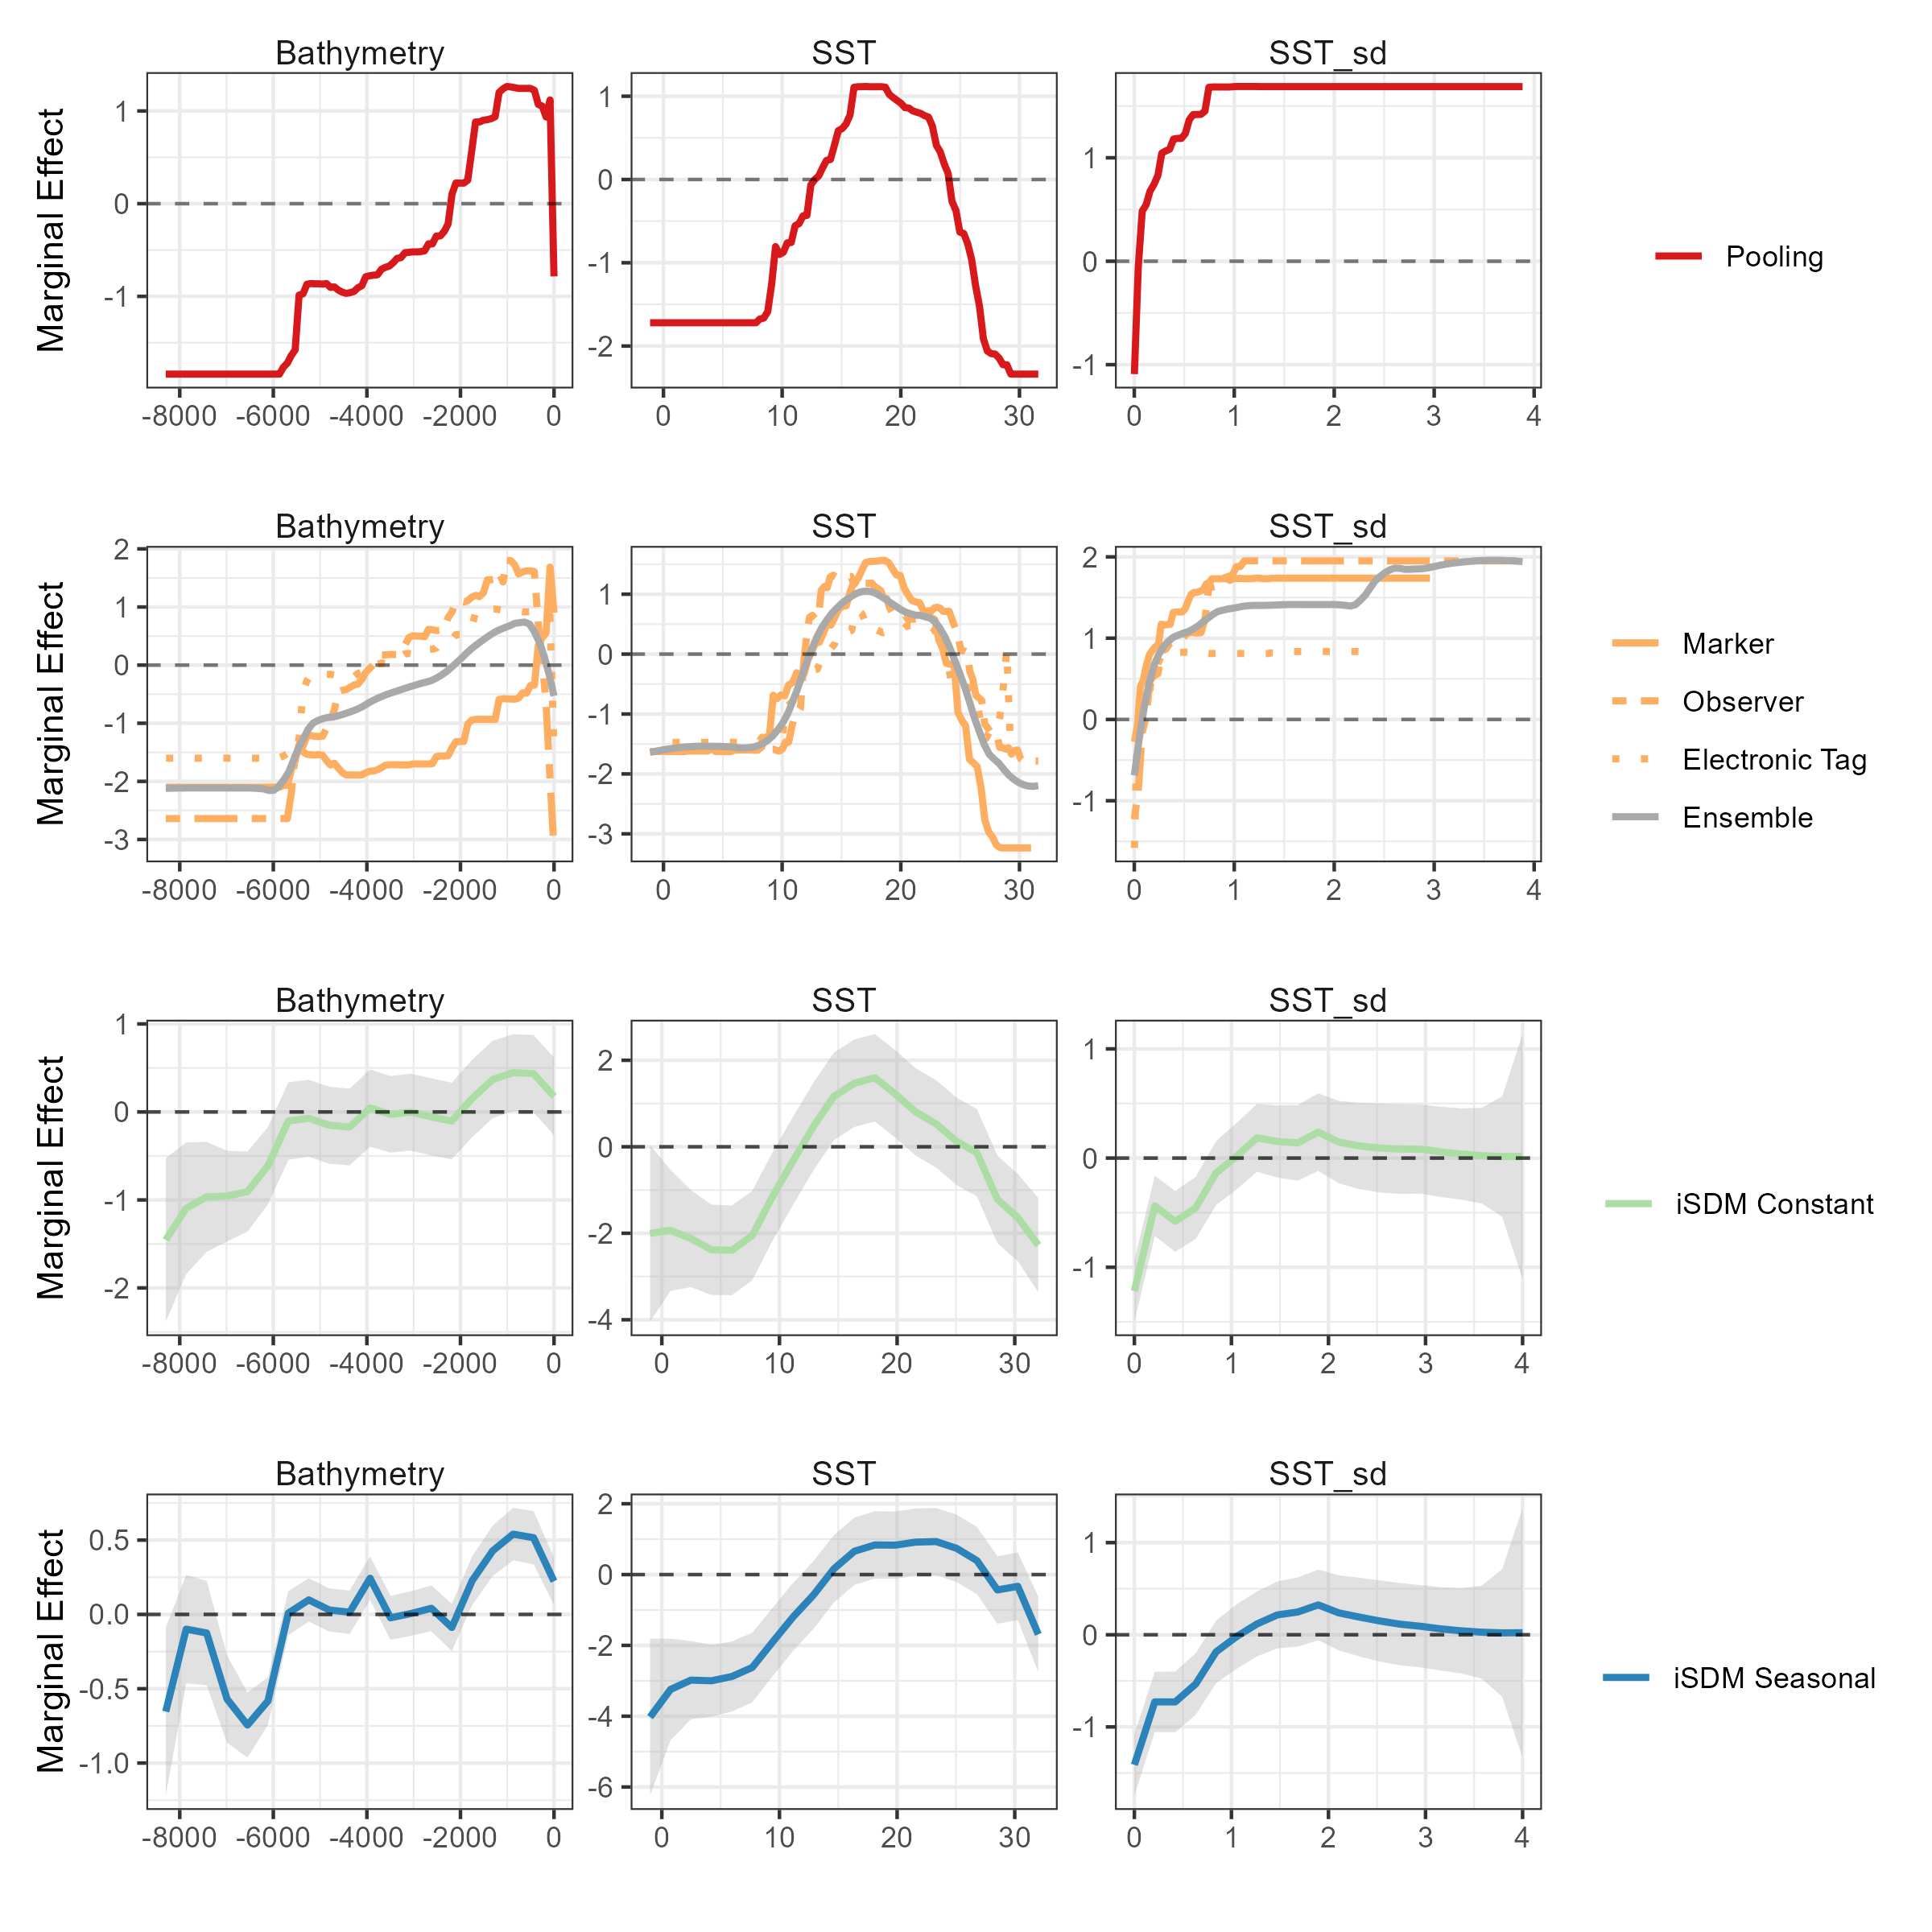 Bathymetry SST SST_sd
Marginal Effect
1 0 -1
1 0 -1 -2
1 0 -1
-8000 -6000 -4000 -2000 0 0 10 20 30 0 1 2 3 4
Pooling
Bathymetry SST SST_sd
Marginal Effect
2 1 0 -1 -2 -3
1 0 -1 -2 -3
2 1 0 -1
-8000 -6000 -4000 -2000 0 0 10 20 30 0 1 2 3 4
Marker
Observer
Electronic Tag
Ensemble
Bathymetry SST SST_sd
Marginal Effect
1 0 -1 -2
2 0 -2 -4
1 0 -1
-8000 -6000 -4000 -2000 0 0 10 20 30 0 1 2 3 4
iSDM Constant
Bathymetry SST SST_sd
Marginal Effect
0.5 0.0 -0.5 -1.0
2 0 -2 -4 -6
1 0 -1
-8000 -6000 -4000 -2000 0 0 10 20 30 0 1 2 3 4
iSDM Seasonal